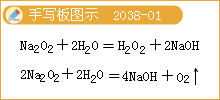 手写板图示 2038-01
Na₂O₂+2H₂O=H₂O₂+2NaOH
2Na₂O₂+2H₂O=4NaOH+O₂↑